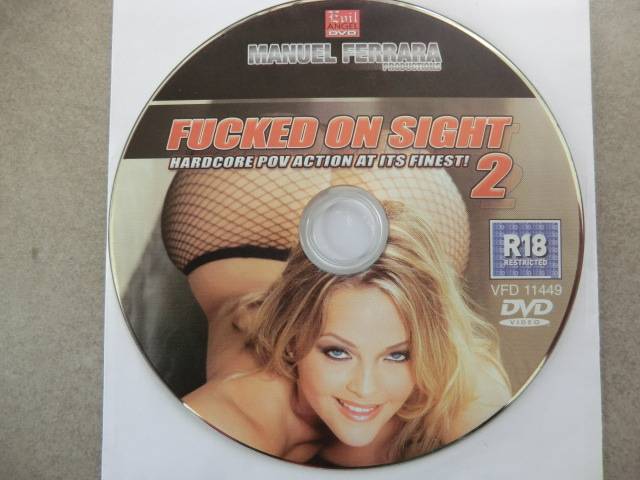 Evil
ANGEL
DVD
MANUEL FERRARA
PRODUCTIONS
FUCKED ON SIGHT
HARDCORE POV ACTION AT ITS FINEST!
2
R18
RESTRICTED
VFD 11449
DVD
VIDEO